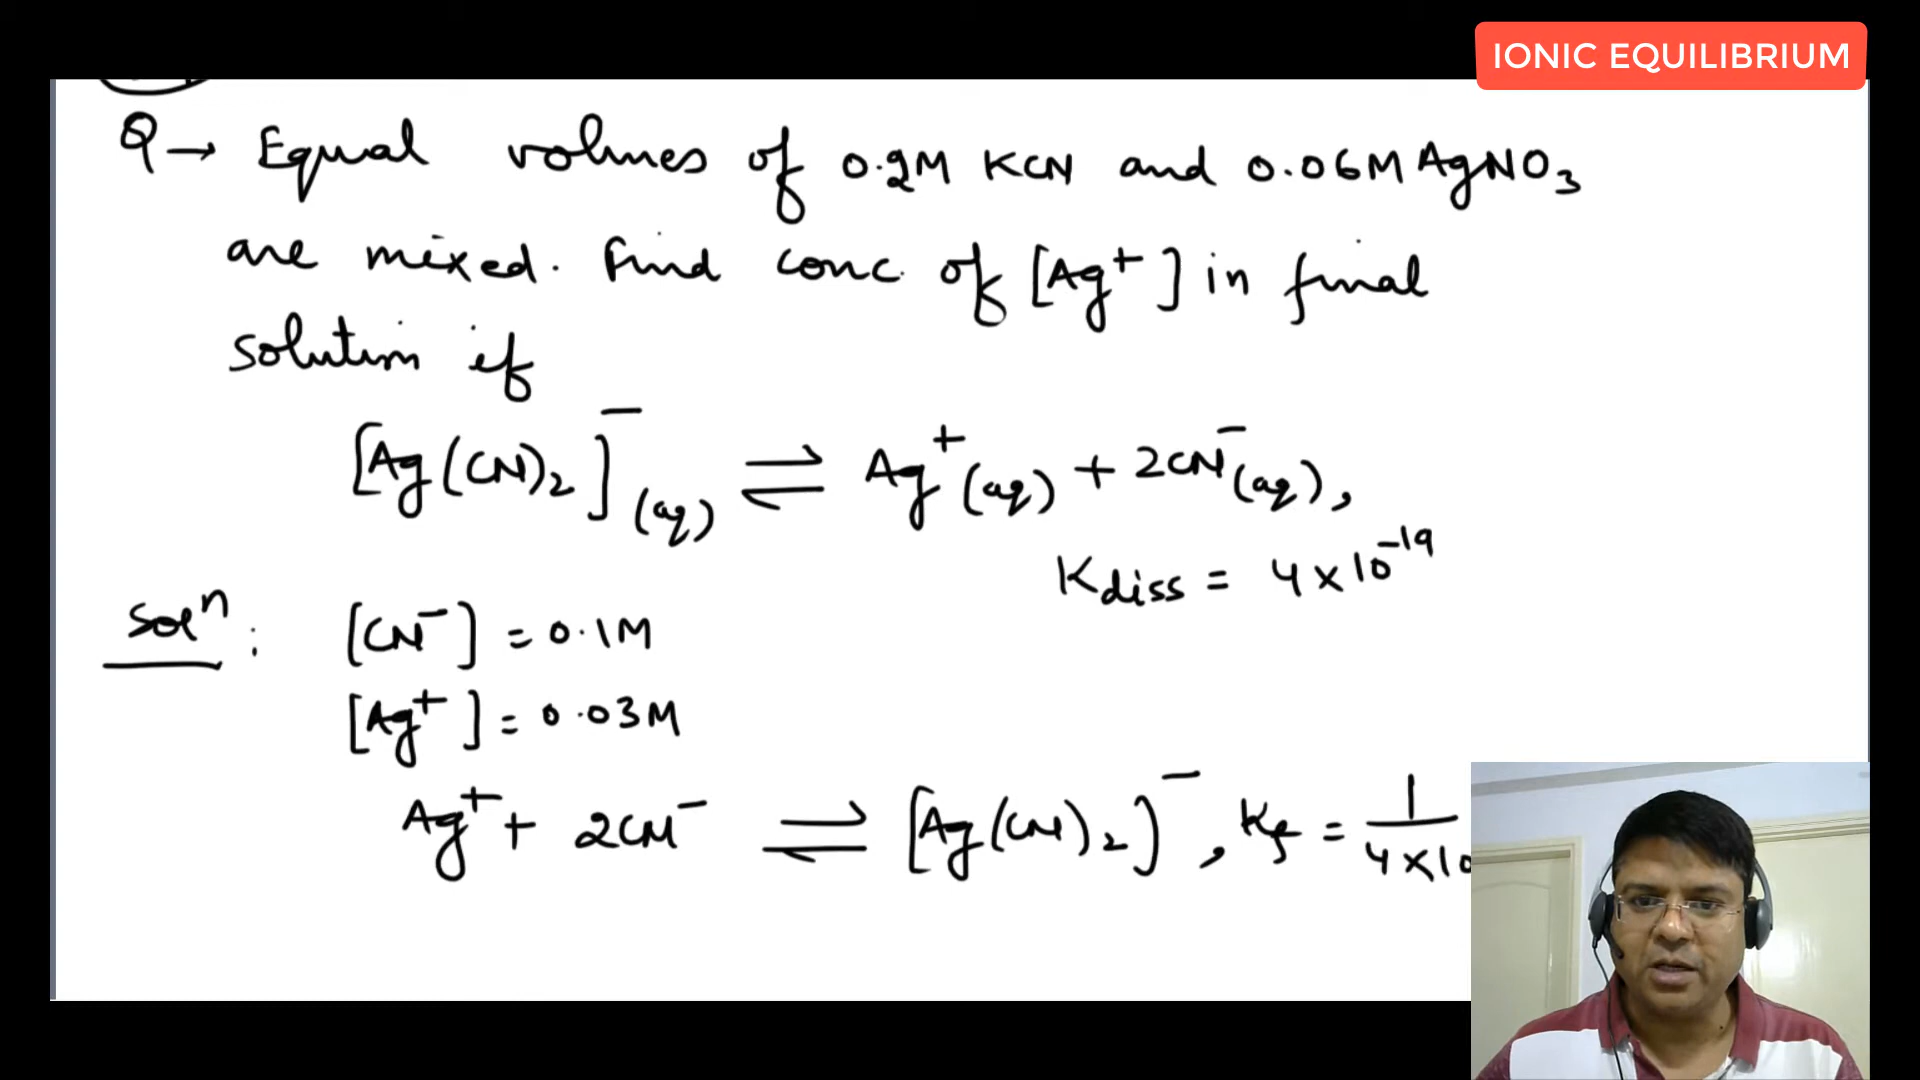 IONIC EQUILIBRIUM
Q → Equal volumes of 0.2M KCN and 0.06M AgNO₃
are mixed. Find conc. of [Ag⁺] in final
solution if
[Ag(CN)₂]⁻(aq) ⇌ Ag⁺(aq) + 2CN⁻(aq),
Kdiss = 4×10⁻¹⁹
Solⁿ : [CN⁻] = 0.1M
[Ag⁺] = 0.03M
Ag⁺ + 2CN⁻ ⇌ [Ag(CN)₂]⁻, Kf = 1/4×10